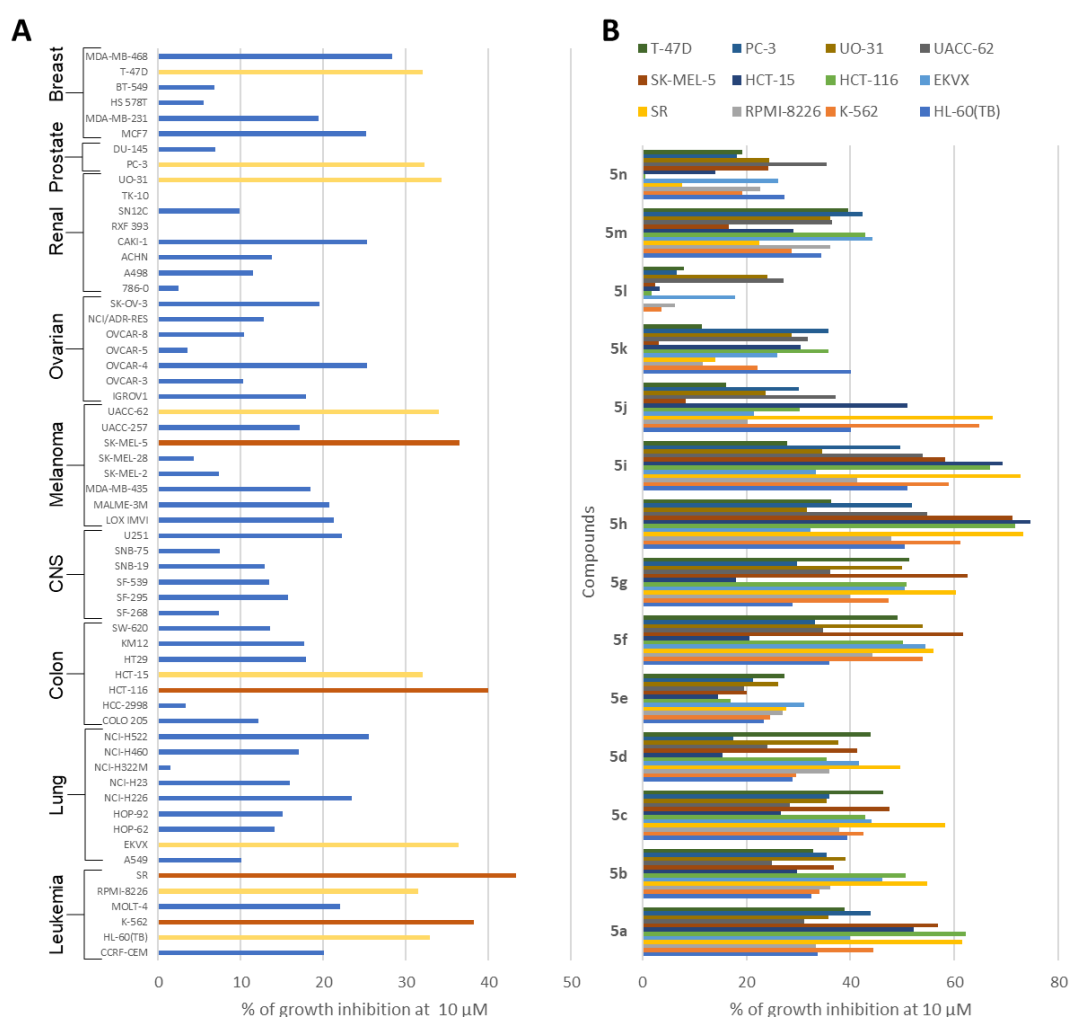 A
Breast
MDA-MB-468
T-47D
BT-549
HS 578T
MDA-MB-231
MCF7
Prostate
DU-145
PC-3
Renal
UO-31
TK-10
SN12C
RXF 393
CAKI-1
ACHN
A498
786-0
Ovarian
SK-OV-3
NCI/ADR-RES
OVCAR-8
OVCAR-5
OVCAR-4
OVCAR-3
IGROV1
Melanoma
UACC-62
UACC-257
SK-MEL-5
SK-MEL-28
SK-MEL-2
MDA-MB-435
MALME-3M
LOX IMVI
CNS
U251
SNB-75
SNB-19
SF-539
SF-295
SF-268
Colon
SW-620
KM12
HT29
HCT-15
HCT-116
HCC-2998
COLO 205
Lung
NCI-H522
NCI-H460
NCI-H322M
NCI-H23
NCI-H226
HOP-92
HOP-62
EKVX
A549
Leukemia
SR
RPMI-8226
MOLT-4
K-562
HL-60(TB)
CCRF-CEM
0 10 20 30 40 50
% of growth inhibition at 10 µM
B
T-47D PC-3 UO-31 UACC-62
SK-MEL-5 HCT-15 HCT-116 EKVX
SR RPMI-8226 K-562 HL-60(TB)
Compounds
5n
5m
5l
5k
5j
5i
5h
5g
5f
5e
5d
5c
5b
5a
0 20 40 60 80
% of growth inhibition at 10 µM